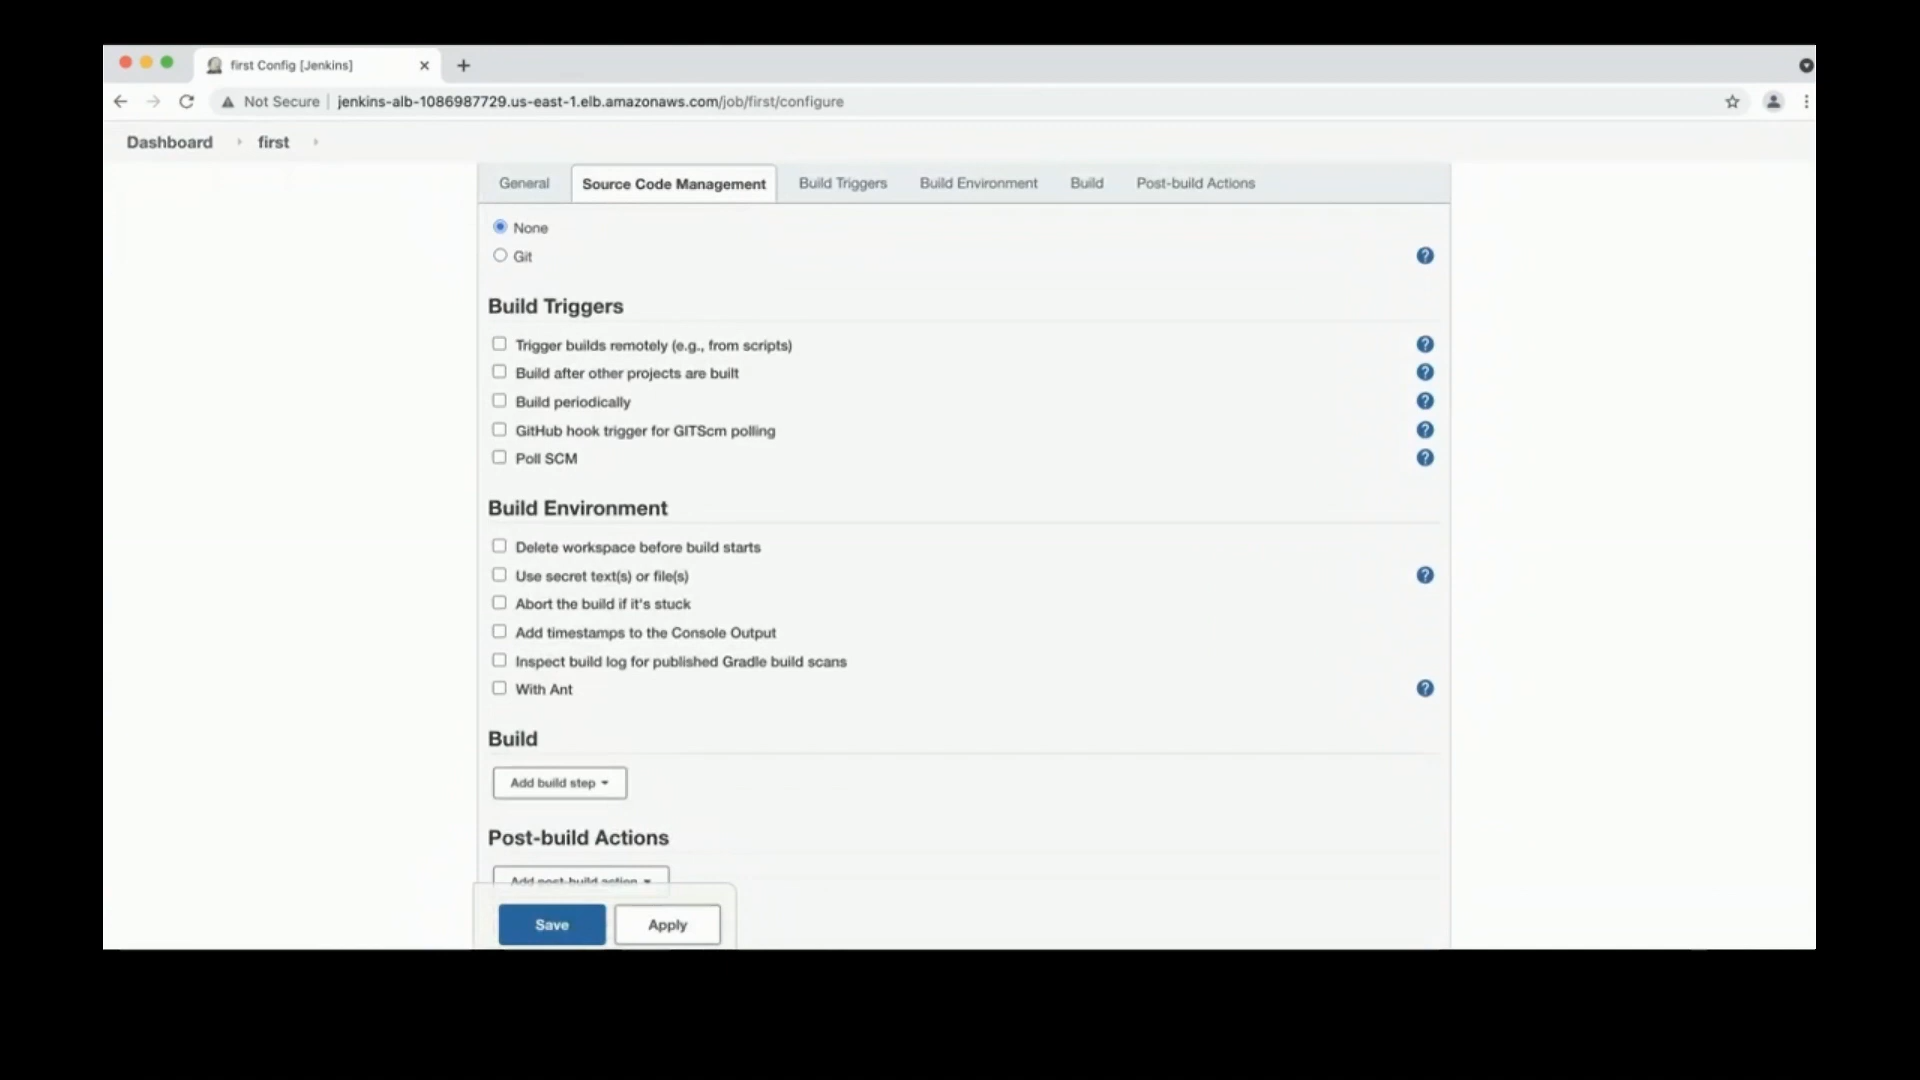 first Config [Jenkins]
Not Secure | jenkins-alb-1086987729.us-east-1.elb.amazonaws.com/job/first/configure
Dashboard first
General Source Code Management Build Triggers Build Environment Build Post-build Actions
None
Git
Build Triggers
Trigger builds remotely (e.g., from scripts)
Build after other projects are built
Build periodically
GitHub hook trigger for GITScm polling
Poll SCM
Build Environment
Delete workspace before build starts
Use secret text(s) or file(s)
Abort the build if it's stuck
Add timestamps to the Console Output
Inspect build log for published Gradle build scans
With Ant
Build
Add build step
Post-build Actions
Add post-build action
Save Apply